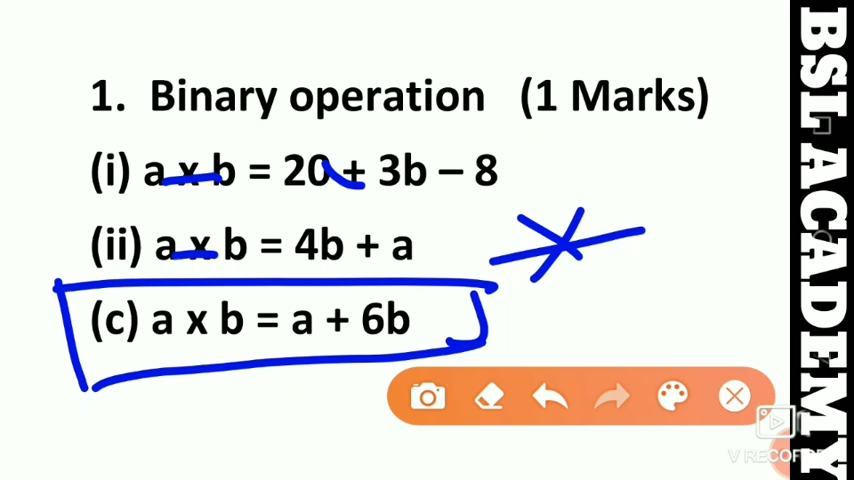 1. Binary operation (1 Marks)
(i) a x b = 20 + 3b – 8
(ii) a x b = 4b + a
(c) a x b = a + 6b
BSL ACADEMY